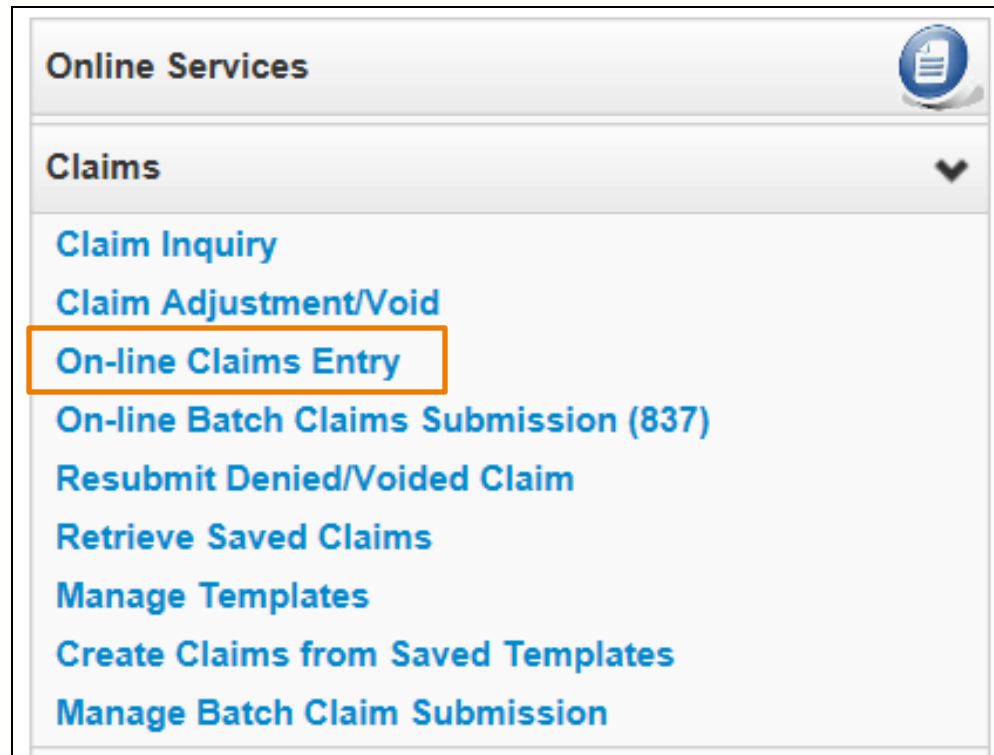 Online Services
Claims
Claim Inquiry
Claim Adjustment/Void
On-line Claims Entry
On-line Batch Claims Submission (837)
Resubmit Denied/Voided Claim
Retrieve Saved Claims
Manage Templates
Create Claims from Saved Templates
Manage Batch Claim Submission